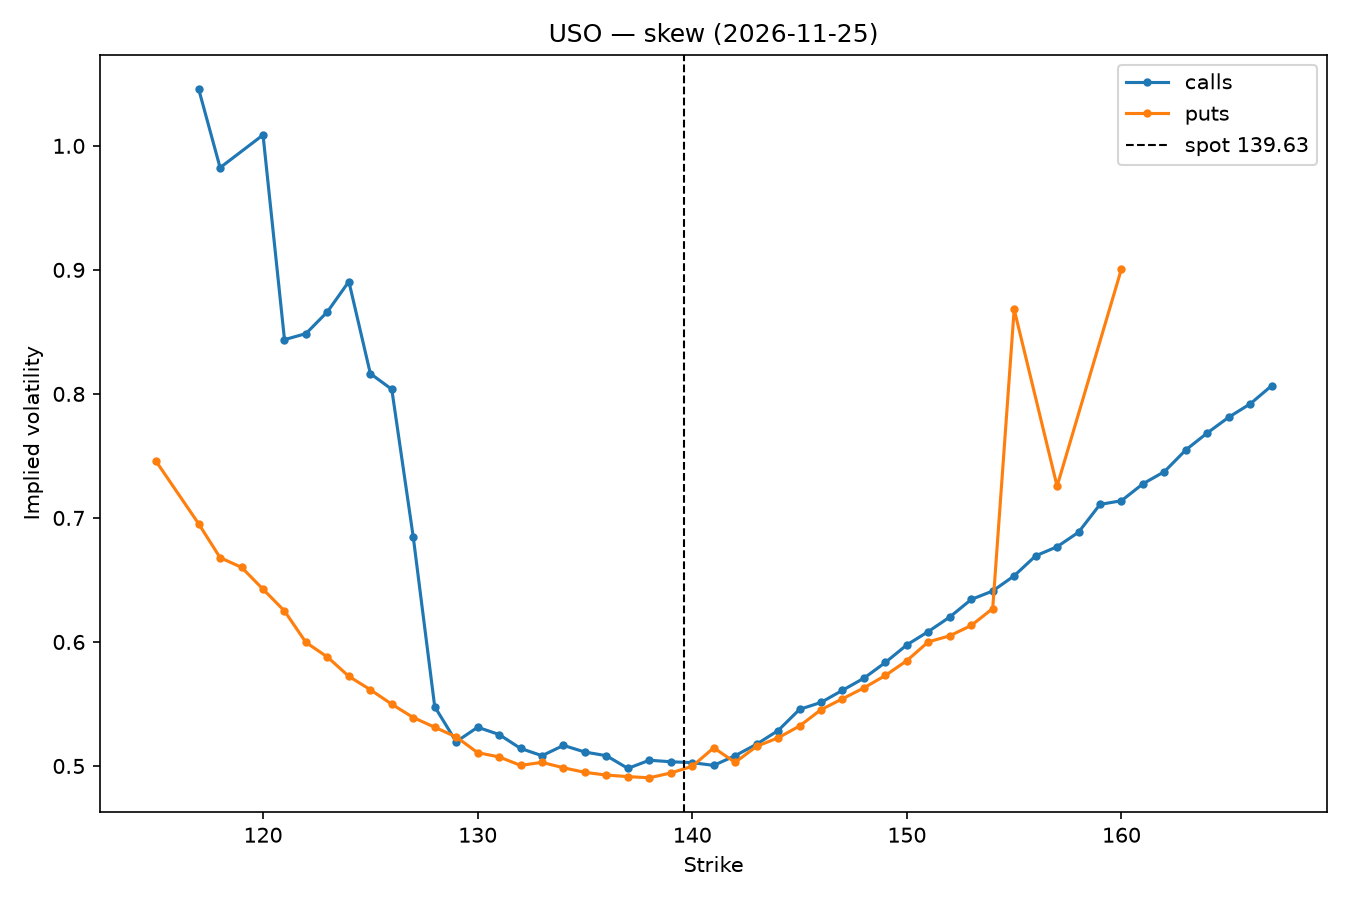 USO — skew (2026-11-25)
calls
puts
spot 139.63
Implied volatility
1.0
0.9
0.8
0.7
0.6
0.5
120 130 140 150 160
Strike